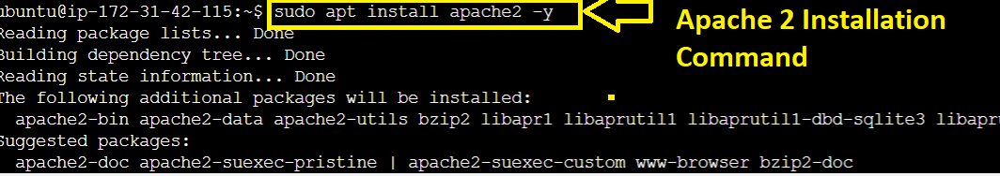 ubuntu@ip-172-31-42-115:~$ sudo apt install apache2 -y
Apache 2 Installation
Command
Reading package lists... Done
Building dependency tree... Done
Reading state information... Done
The following additional packages will be installed:
apache2-bin apache2-data apache2-utils bzip2 libapr1 libaprutil1 libaprutil1-dbd-sqlite3
Suggested packages:
apache2-doc apache2-suexec-pristine | apache2-suexec-custom www-browser bzip2-doc